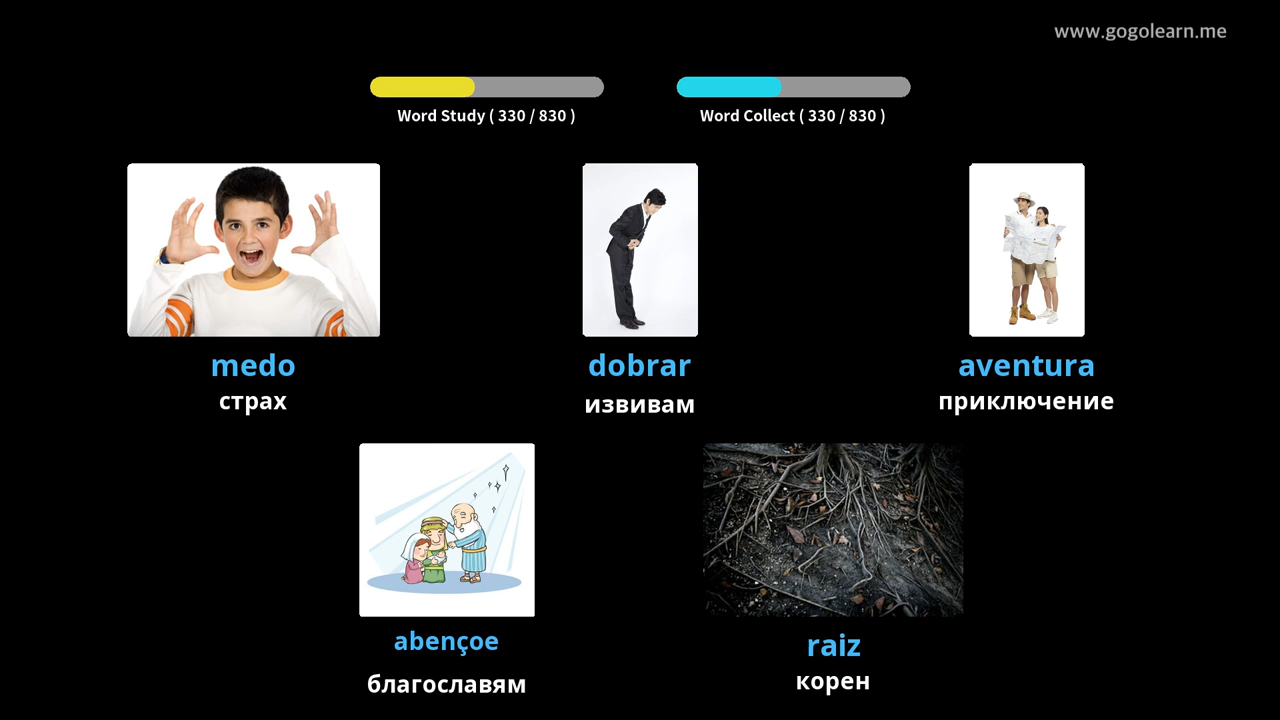 www.gogolearn.me
Word Study ( 330 / 830 )
Word Collect ( 330 / 830 )
medo
страх
dobrar
извивам
aventura
приключение
abençoe
благославям
raiz
корен